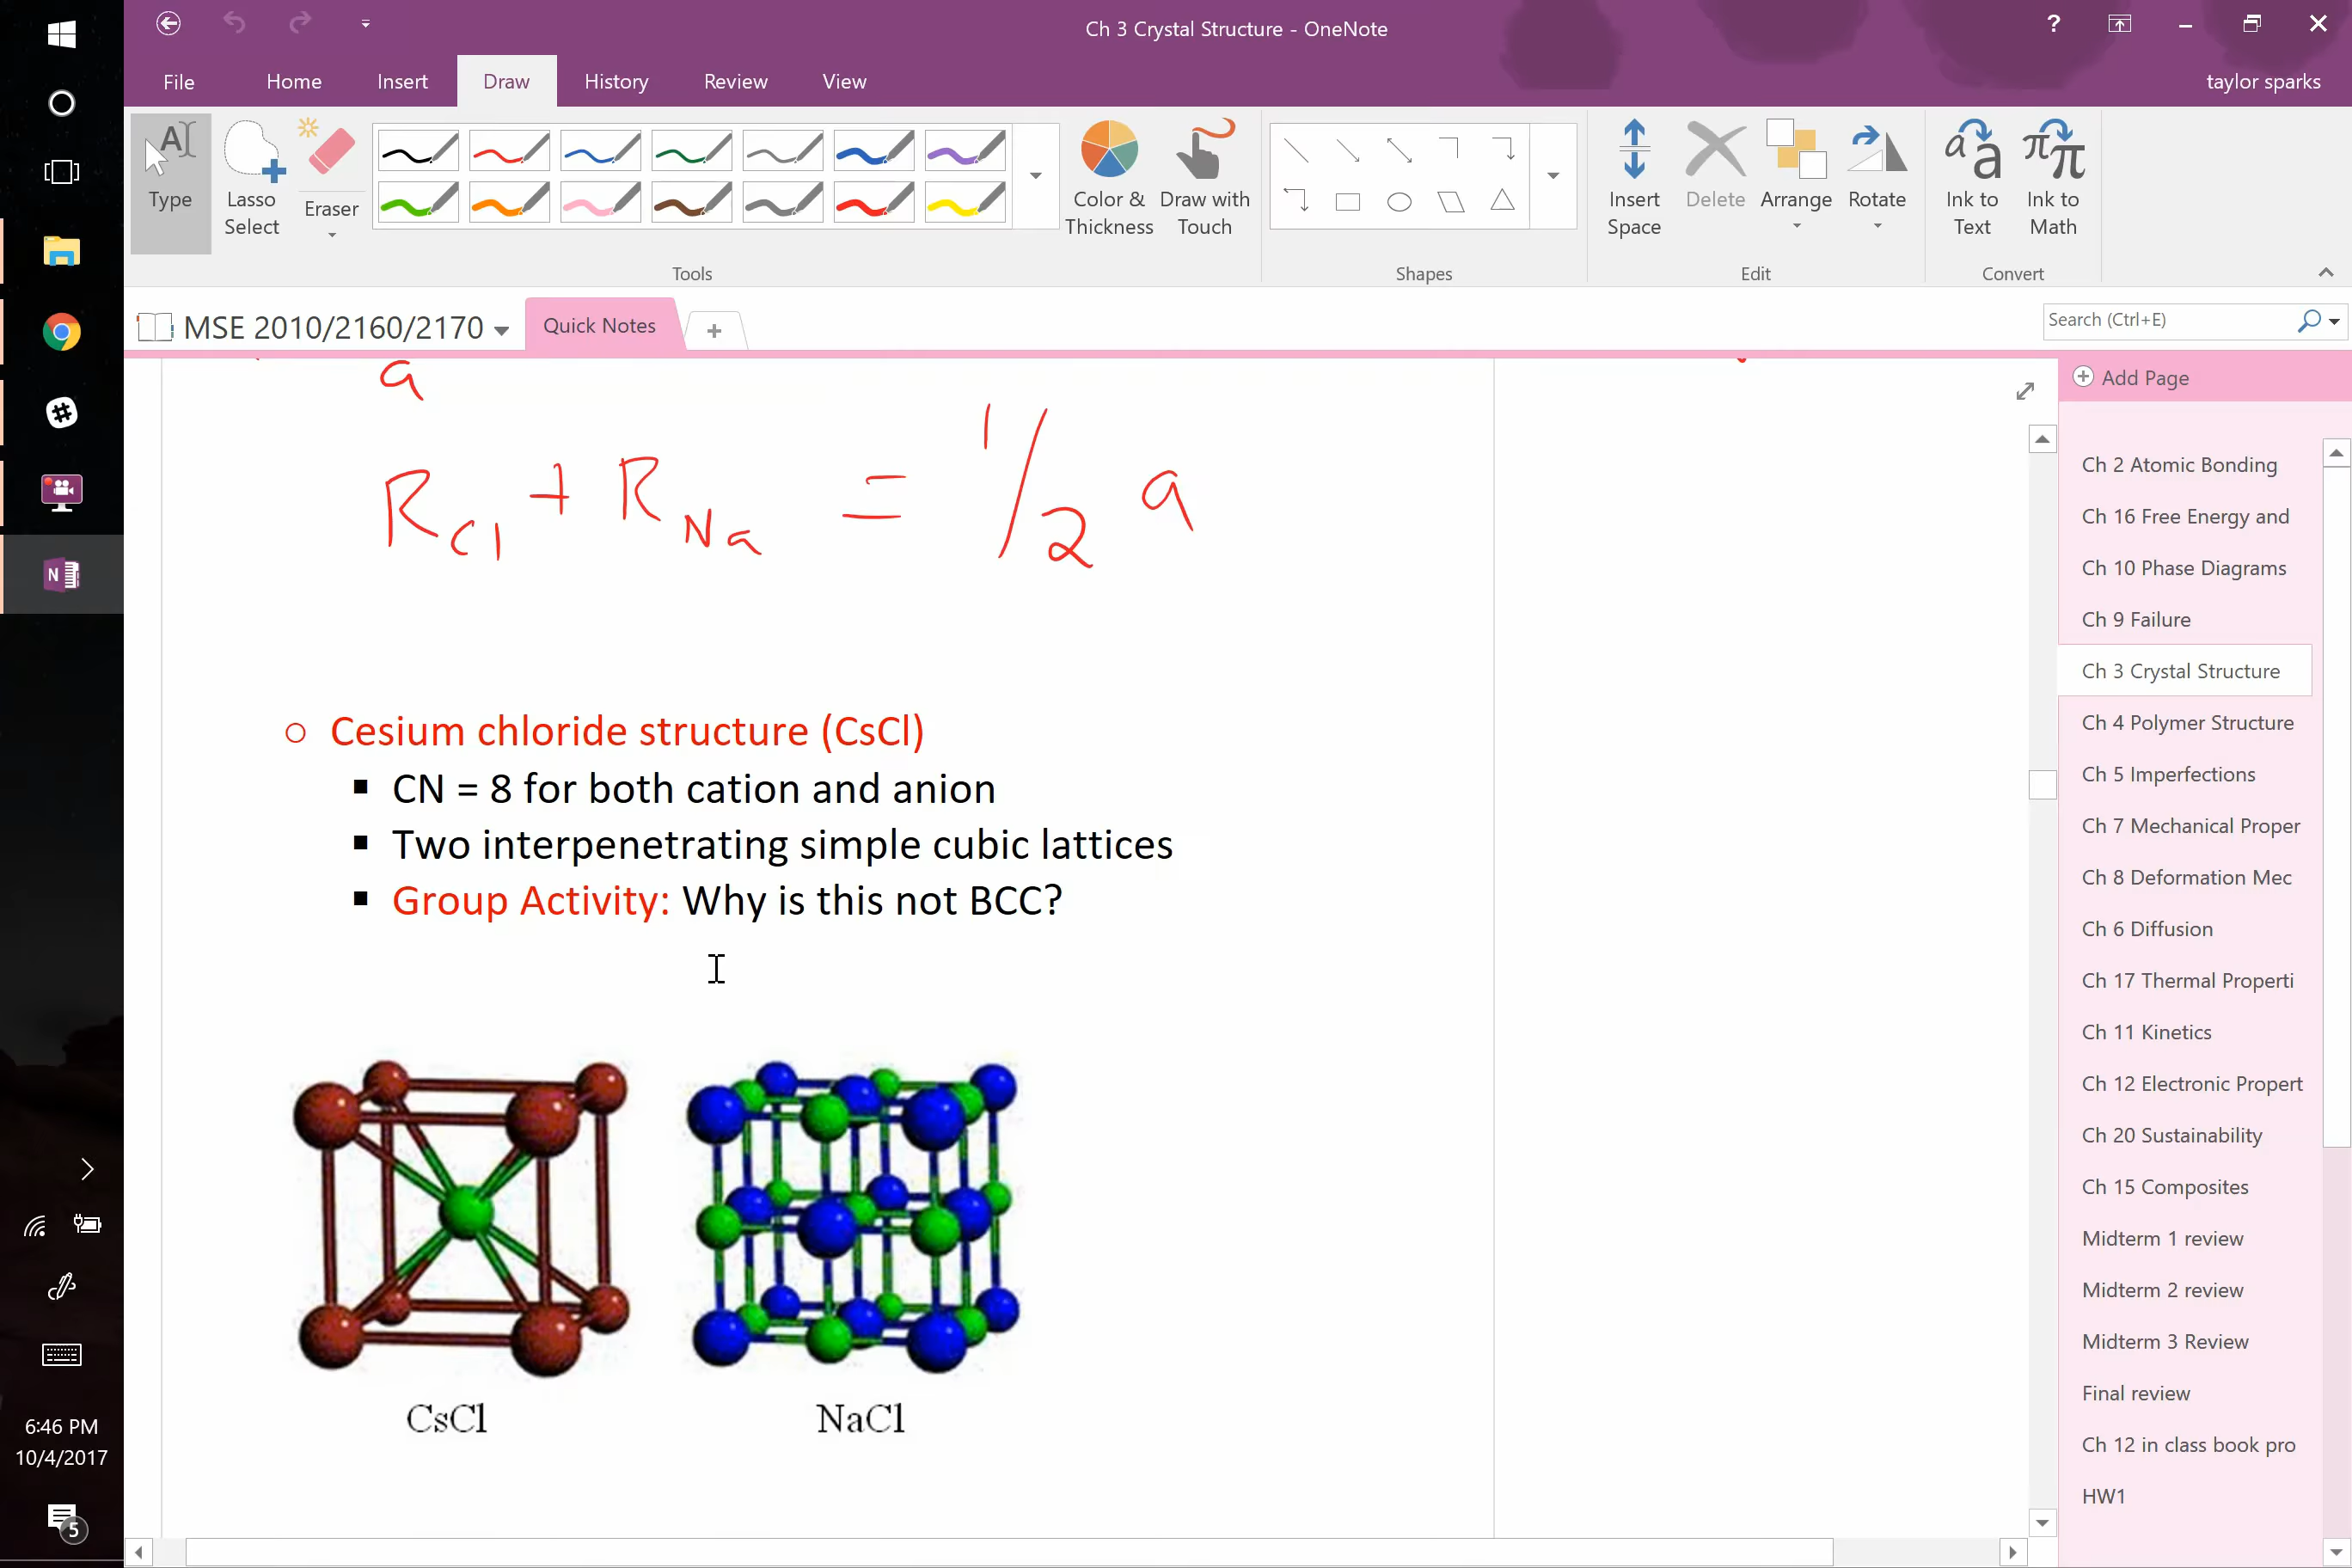 Ch 3 Crystal Structure - OneNote
?
File Home Insert Draw History Review View
taylor sparks
Type
Lasso Select
Eraser
Color & Thickness
Draw with Touch
Insert Space
Delete
Arrange
Rotate
Ink to Text
Ink to Math
Tools
Shapes
Edit
Convert
MSE 2010/2160/2170
Quick Notes
+
Search (Ctrl+E)
a
R_Cl + R_Na = 1/2 a
○ Cesium chloride structure (CsCl)
▪ CN = 8 for both cation and anion
▪ Two interpenetrating simple cubic lattices
▪ Group Activity: Why is this not BCC?
CsCl
NaCl
Add Page
Ch 2 Atomic Bonding
Ch 16 Free Energy and
Ch 10 Phase Diagrams
Ch 9 Failure
Ch 3 Crystal Structure
Ch 4 Polymer Structure
Ch 5 Imperfections
Ch 7 Mechanical Proper
Ch 8 Deformation Mec
Ch 6 Diffusion
Ch 17 Thermal Properti
Ch 11 Kinetics
Ch 12 Electronic Propert
Ch 20 Sustainability
Ch 15 Composites
Midterm 1 review
Midterm 2 review
Midterm 3 Review
Final review
Ch 12 in class book pro
HW1
6:46 PM
10/4/2017
5